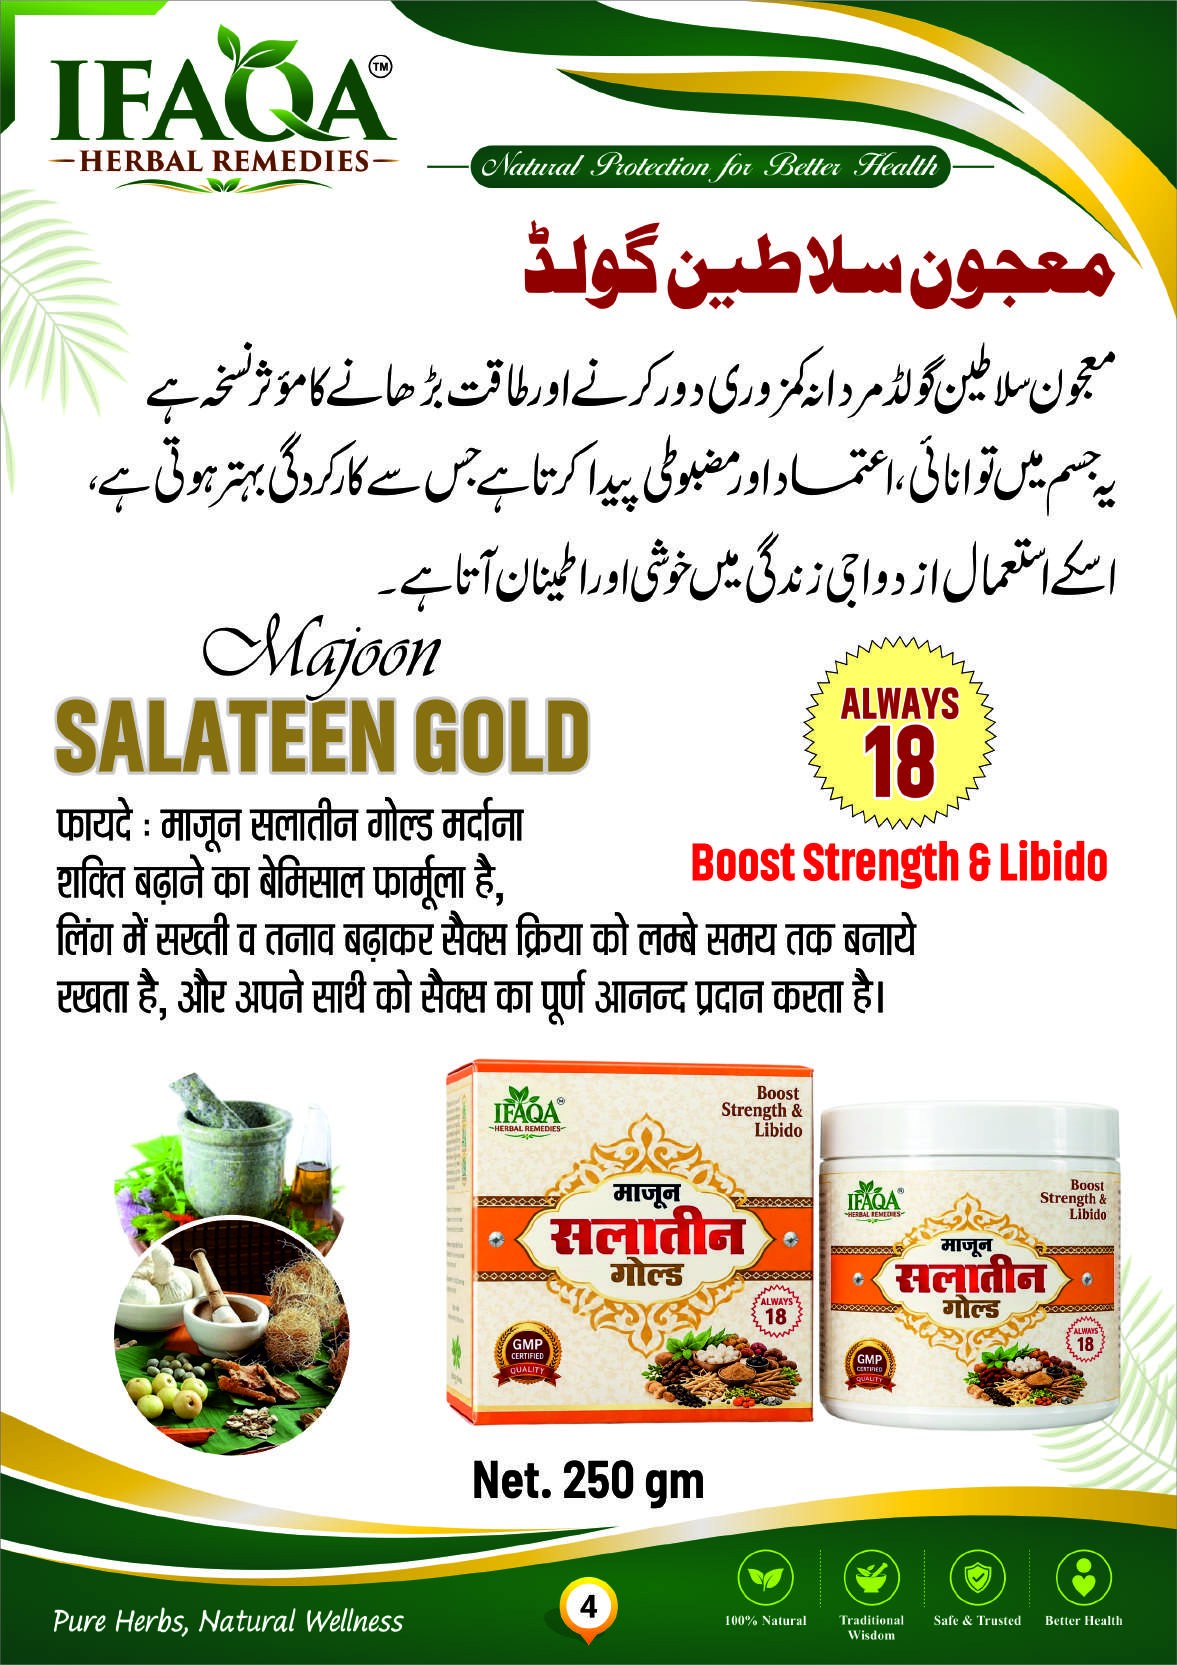 IFAQA™
HERBAL REMEDIES
Natural Protection for Better Health
معجون سلاطین گولڈ
معجون سلاطین گولڈ مردانہ کمزوری دور کرنے اور طاقت بڑھانے کا مؤثر نسخہ ہے
یہ جسم میں توانائی، اعتماد اور مضبوطی پیدا کرتا ہے جس سے کارکردگی بہتر ہوتی ہے،
اسکے استعمال ازدواجی زندگی میں خوشی اور اطمینان آتا ہے۔
Majoon
SALATEEN GOLD
ALWAYS
18
Boost Strength & Libido
फायदे : माजून सलातीन गोल्ड मर्दाना
शक्ति बढ़ाने का बेमिसाल फार्मूला है,
लिंग में सख्ती व तनाव बढ़ाकर सैक्स क्रिया को लम्बे समय तक बनाये
रखता है, और अपने साथी को सैक्स का पूर्ण आनन्द प्रदान करता है।
IFAQA
HERBAL REMEDIES
Boost
Strength &
Libido
माजून
सलातीन
गोल्ड
ALWAYS
18
GMP
CERTIFIED
QUALITY
IFAQA
HERBAL REMEDIES
Boost
Strength &
Libido
माजून
सलातीन
गोल्ड
ALWAYS
18
GMP
CERTIFIED
QUALITY
Net. 250 gm
Pure Herbs, Natural Wellness
4
100% Natural
Traditional
Wisdom
Safe & Trusted
Better Health